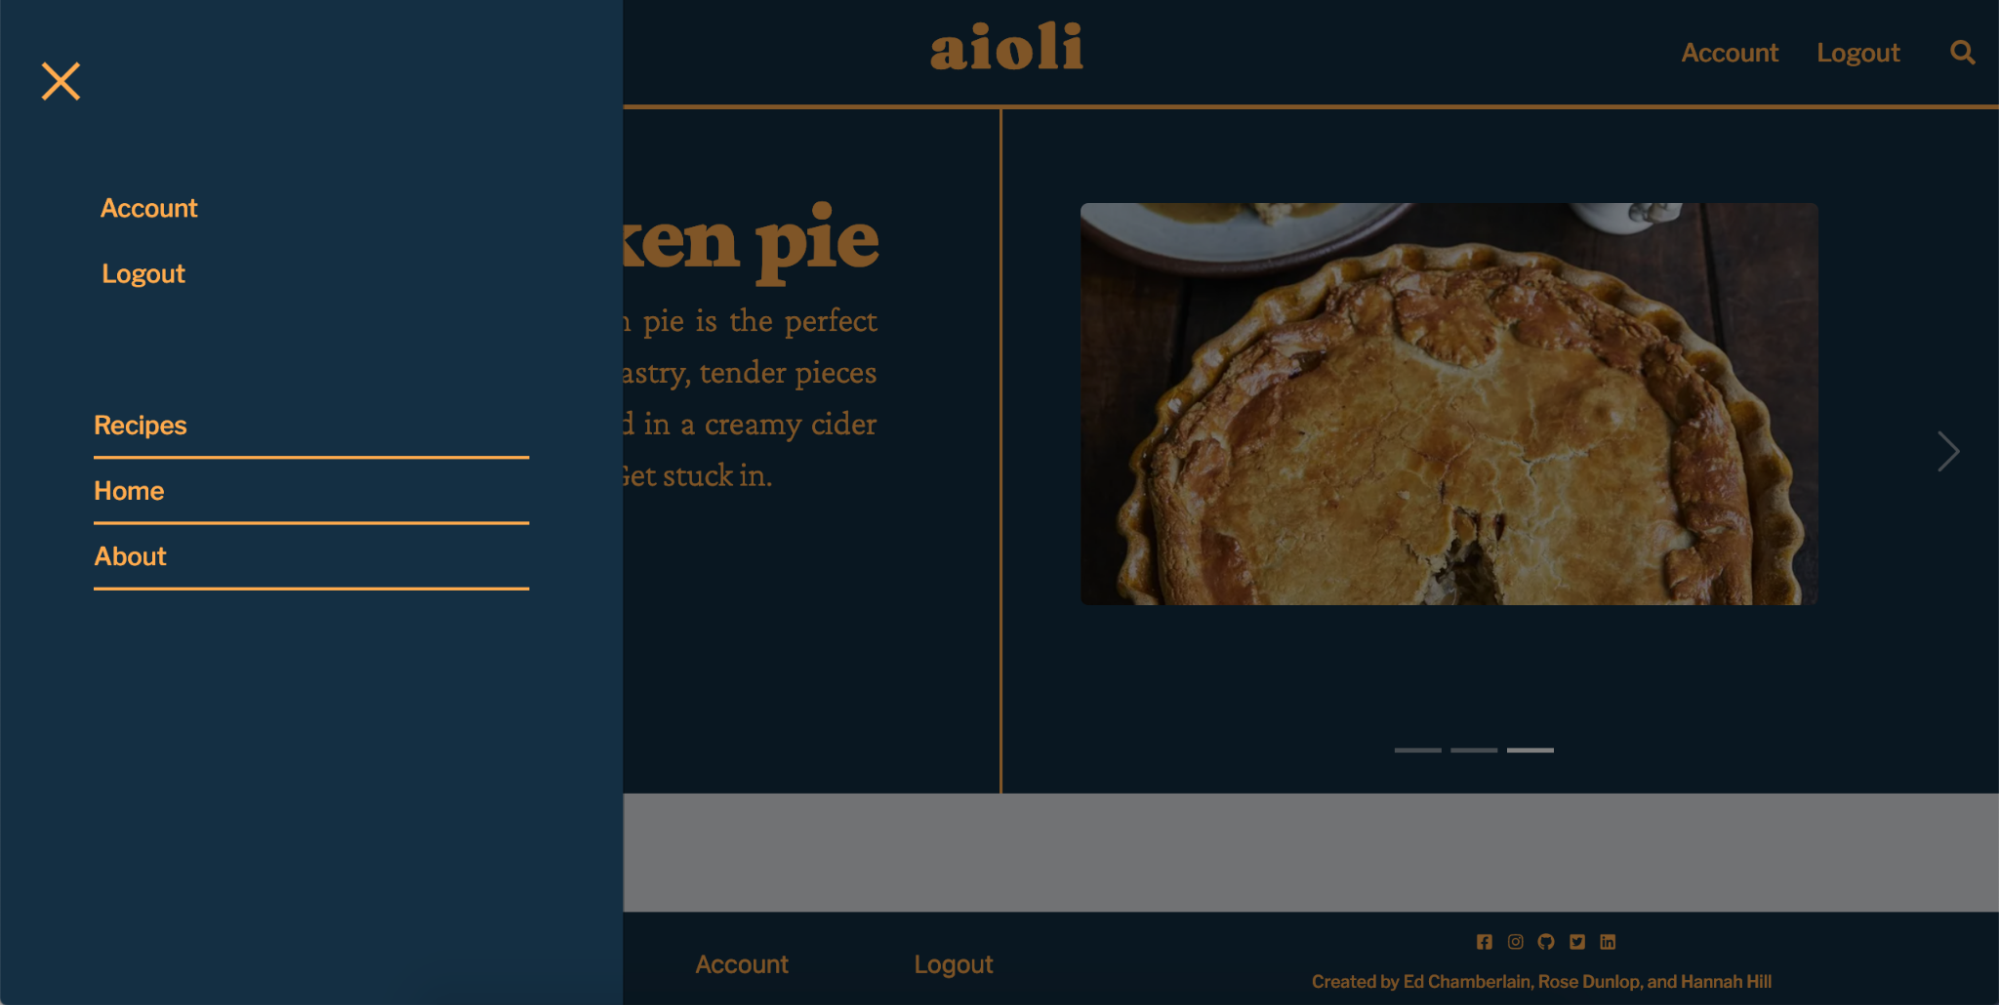 aioli
Account
Logout
Account
Logout
Recipes
Home
About
ken pie
pie is the perfect
astry, tender pieces
in a creamy cider
Get stuck in.
Account
Logout
Created by Ed Chamberlain, Rose Dunlop, and Hannah Hill